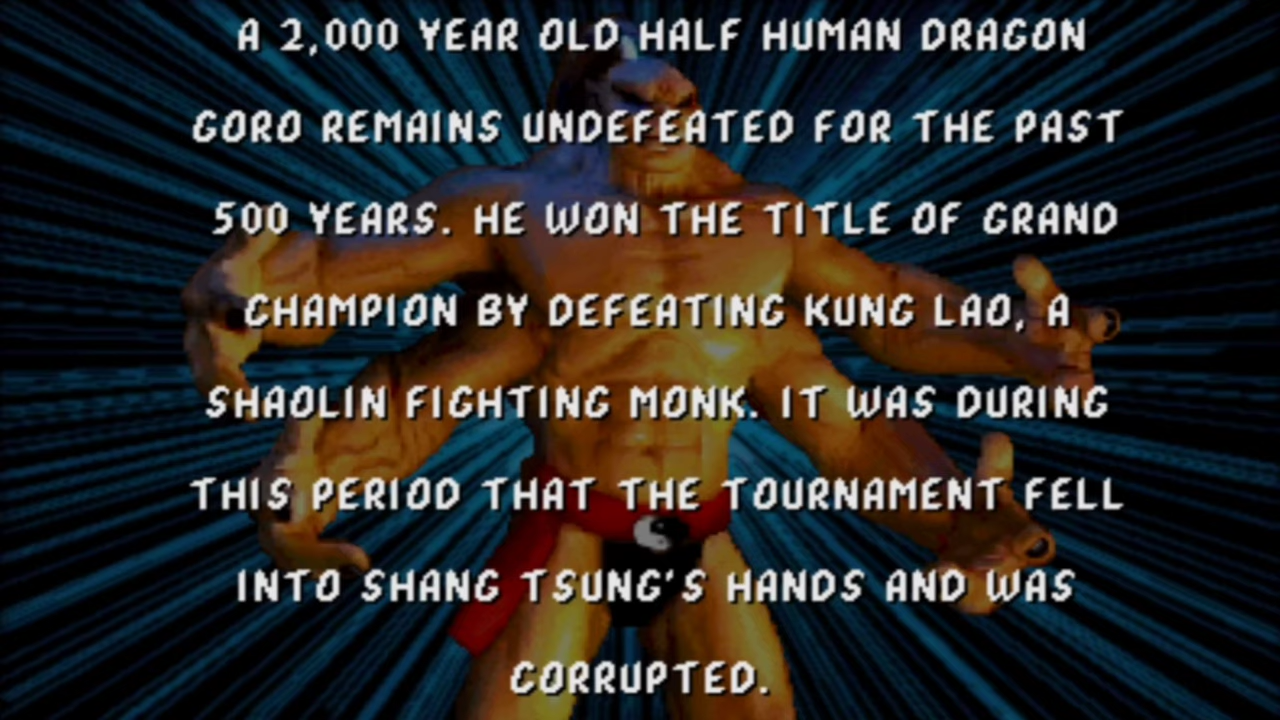 A 2,000 YEAR OLD HALF HUMAN DRAGON
GORO REMAINS UNDEFEATED FOR THE PAST
500 YEARS. HE WON THE TITLE OF GRAND
CHAMPION BY DEFEATING KUNG LAO, A
SHAOLIN FIGHTING MONK. IT WAS DURING
THIS PERIOD THAT THE TOURNAMENT FELL
INTO SHANG TSUNG'S HANDS AND WAS
CORRUPTED.